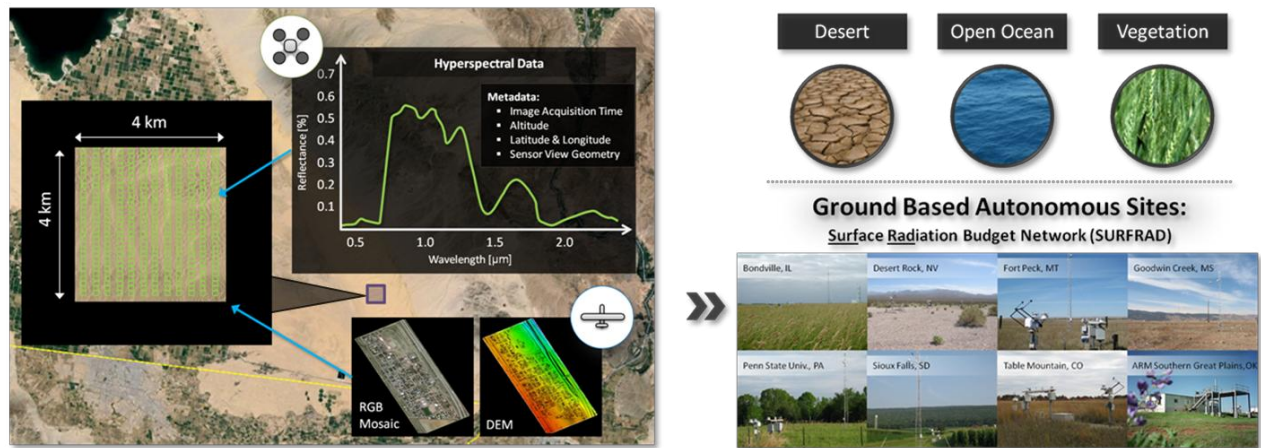 4 km
4 km
Hyperspectral Data
Reflectance [%]
0.7
0.6
0.5
0.4
0.3
0.2
0.1
0.5
1.0
1.5
2.0
Wavelength [µm]
Metadata:
▪ Image Acquisition Time
▪ Altitude
▪ Latitude & Longitude
▪ Sensor View Geometry
RGB
Mosaic
DEM
Desert
Open Ocean
Vegetation
Ground Based Autonomous Sites:
Surface Radiation Budget Network (SURFRAD)
Bondville, IL
Desert Rock, NV
Fort Peck, MT
Goodwin Creek, MS
Penn State Univ., PA
Sioux Falls, SD
Table Mountain, CO
ARM Southern Great Plains,OK